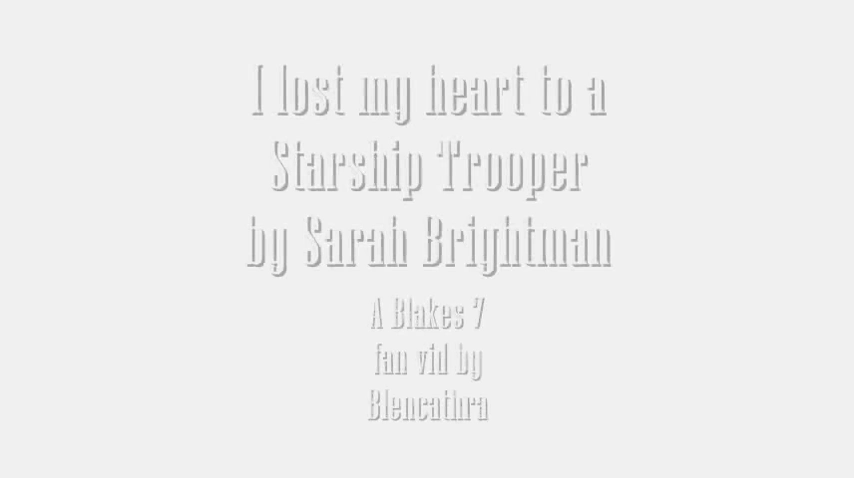 I lost my heart to a
Starship Trooper
by Sarah Brightman
A Blakes 7
fan vid by
Blencathra